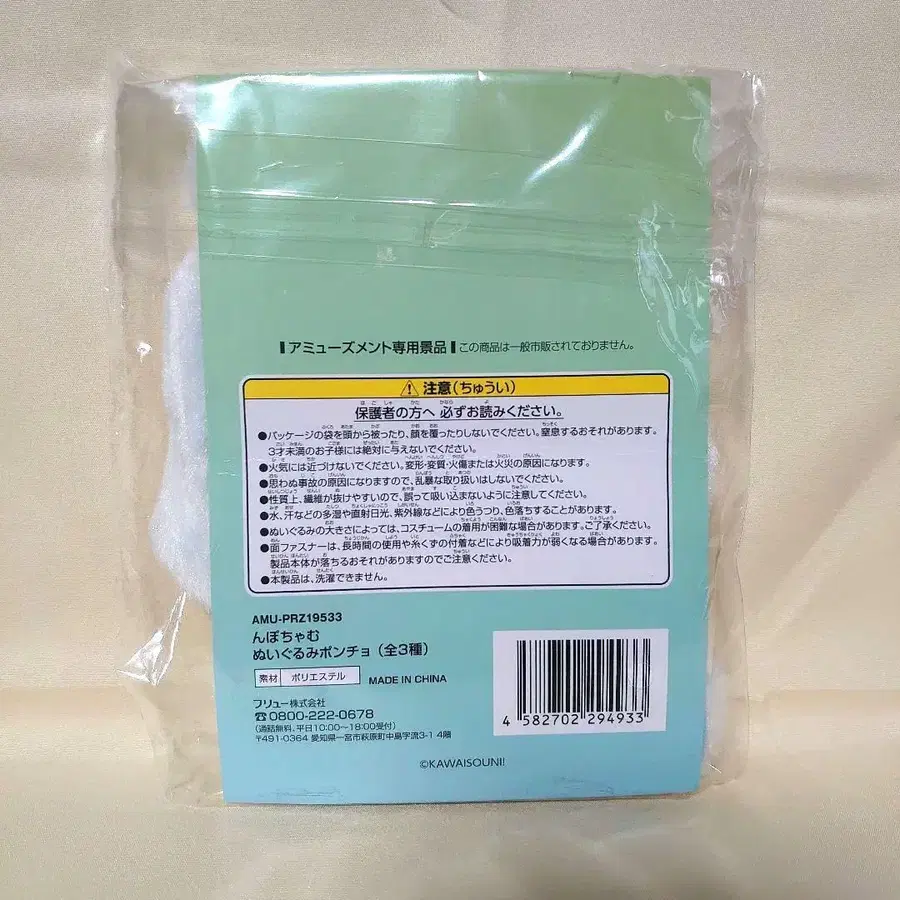 アミューズメント専用景品 この商品は一般市販されておりません。
注意(ちゅうい)
保護者の方へ 必ずお読みください。
●パッケージの袋を頭から被ったり、顔を覆ったりしないでください。窒息するおそれがあります。
3才未満のお子様には絶対に与えないでください。
●火気には近づけないでください。変形・変質・火傷または火災の原因になります。
●思わぬ事故の原因になりますので、乱暴な取り扱いはしないでください。
●性質上、繊維が抜けやすいので、誤って吸い込まないように注意してください。
●水、汗などの多湿や直射日光、紫外線などにより色うつり、色落ちすることがあります。
●ぬいぐるみの大きさによっては、コスチュームの着用が困難な場合があります。ご了承ください。
●面ファスナーは、長時間の使用や糸くずの付着などにより吸着力が弱くなる場合があります。
製品本体が落ちるおそれがありますのでご注意ください。
●本製品は、洗濯できません。
AMU-PRZ19533
んぽちゃむ
ぬいぐるみポンチョ(全3種)
素材 ポリエステル MADE IN CHINA
フリュー株式会社
☎0800-222-0678
(通話無料、平日10:00~18:00受付)
〒491-0364 愛知県一宮市萩原町中島字流3-1 4階
4 582702 294933
©KAWAISOUNI!